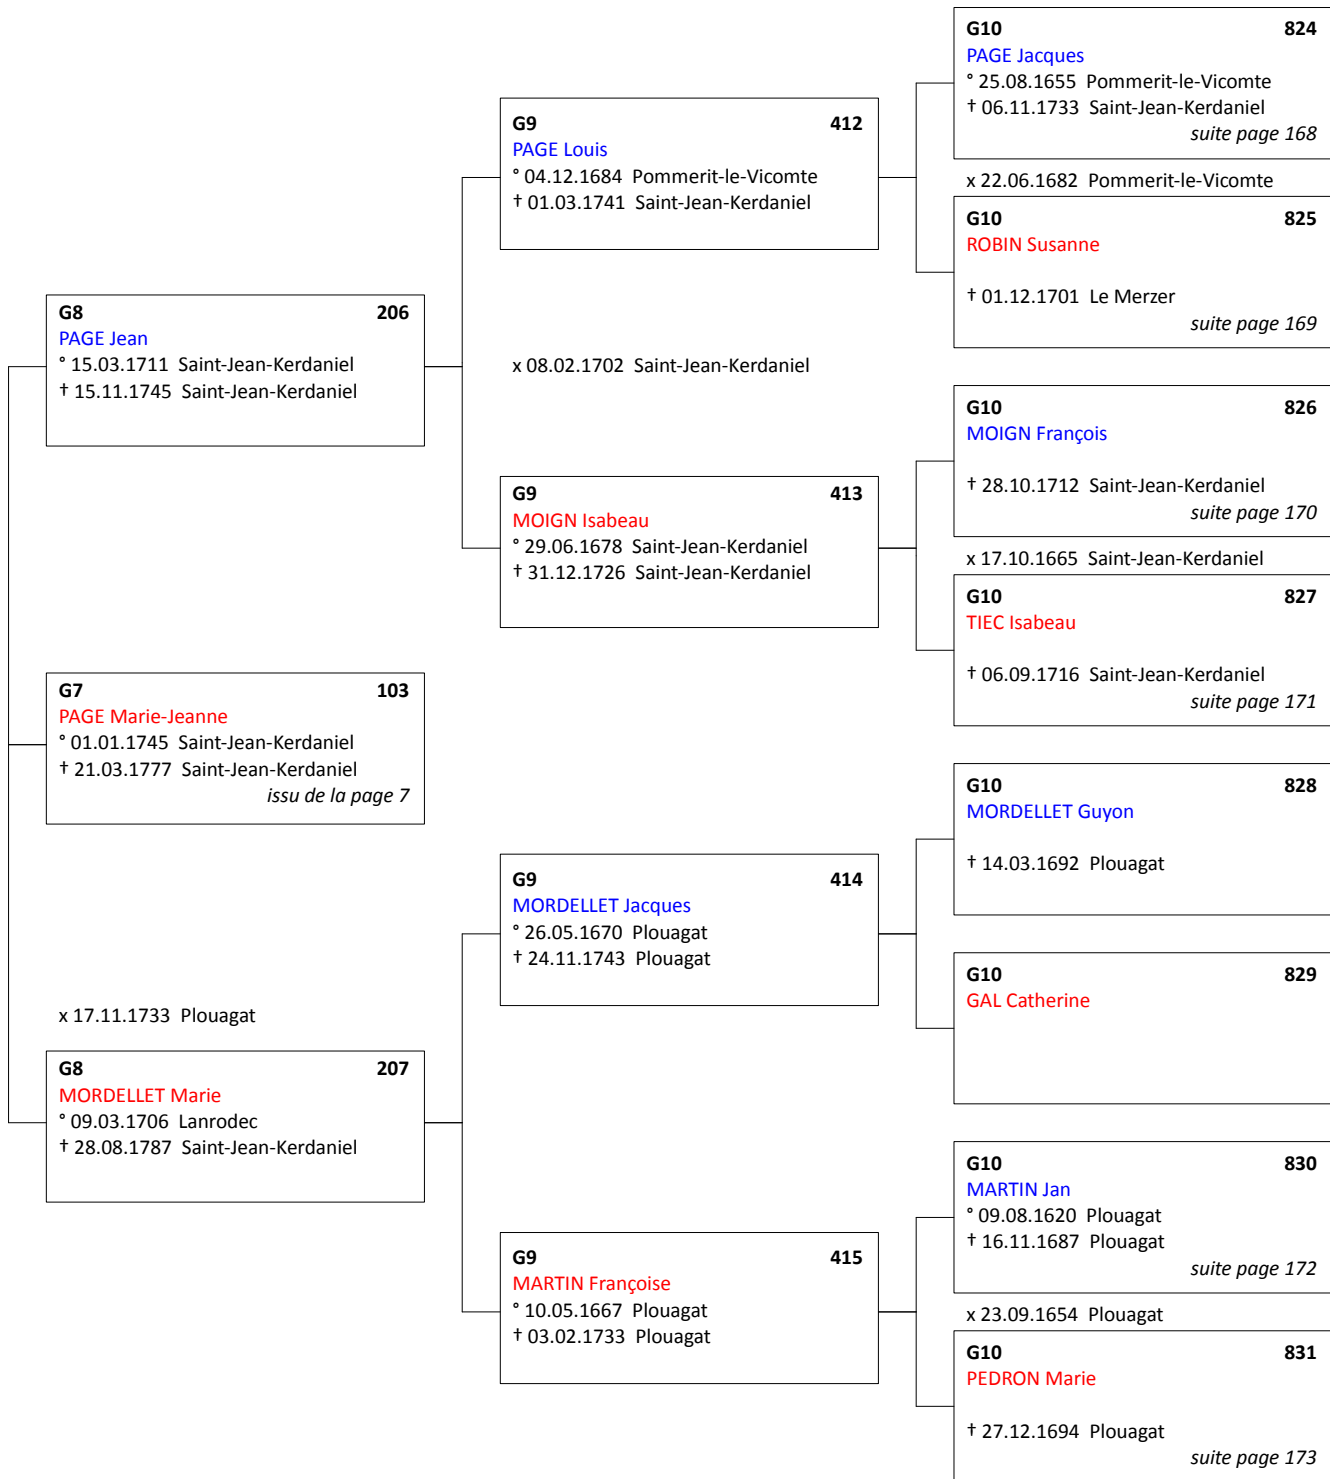 G10 824
PAGE Jacques
° 25.08.1655 Pommerit-le-Vicomte
† 06.11.1733 Saint-Jean-Kerdaniel
suite page 168
G9 412
PAGE Louis
° 04.12.1684 Pommerit-le-Vicomte
† 01.03.1741 Saint-Jean-Kerdaniel
x 22.06.1682 Pommerit-le-Vicomte
G10 825
ROBIN Susanne
† 01.12.1701 Le Merzer
suite page 169
G8 206
PAGE Jean
° 15.03.1711 Saint-Jean-Kerdaniel
† 15.11.1745 Saint-Jean-Kerdaniel
x 08.02.1702 Saint-Jean-Kerdaniel
G10 826
MOIGN François
† 28.10.1712 Saint-Jean-Kerdaniel
suite page 170
G9 413
MOIGN Isabeau
° 29.06.1678 Saint-Jean-Kerdaniel
† 31.12.1726 Saint-Jean-Kerdaniel
x 17.10.1665 Saint-Jean-Kerdaniel
G10 827
TIEC Isabeau
† 06.09.1716 Saint-Jean-Kerdaniel
suite page 171
G7 103
PAGE Marie-Jeanne
° 01.01.1745 Saint-Jean-Kerdaniel
† 21.03.1777 Saint-Jean-Kerdaniel
issu de la page 7
G10 828
MORDELLET Guyon
† 14.03.1692 Plouagat
G9 414
MORDELLET Jacques
° 26.05.1670 Plouagat
† 24.11.1743 Plouagat
G10 829
GAL Catherine
x 17.11.1733 Plouagat
G8 207
MORDELLET Marie
° 09.03.1706 Lanrodec
† 28.08.1787 Saint-Jean-Kerdaniel
G10 830
MARTIN Jan
° 09.08.1620 Plouagat
† 16.11.1687 Plouagat
suite page 172
G9 415
MARTIN Françoise
° 10.05.1667 Plouagat
† 03.02.1733 Plouagat
x 23.09.1654 Plouagat
G10 831
PEDRON Marie
† 27.12.1694 Plouagat
suite page 173